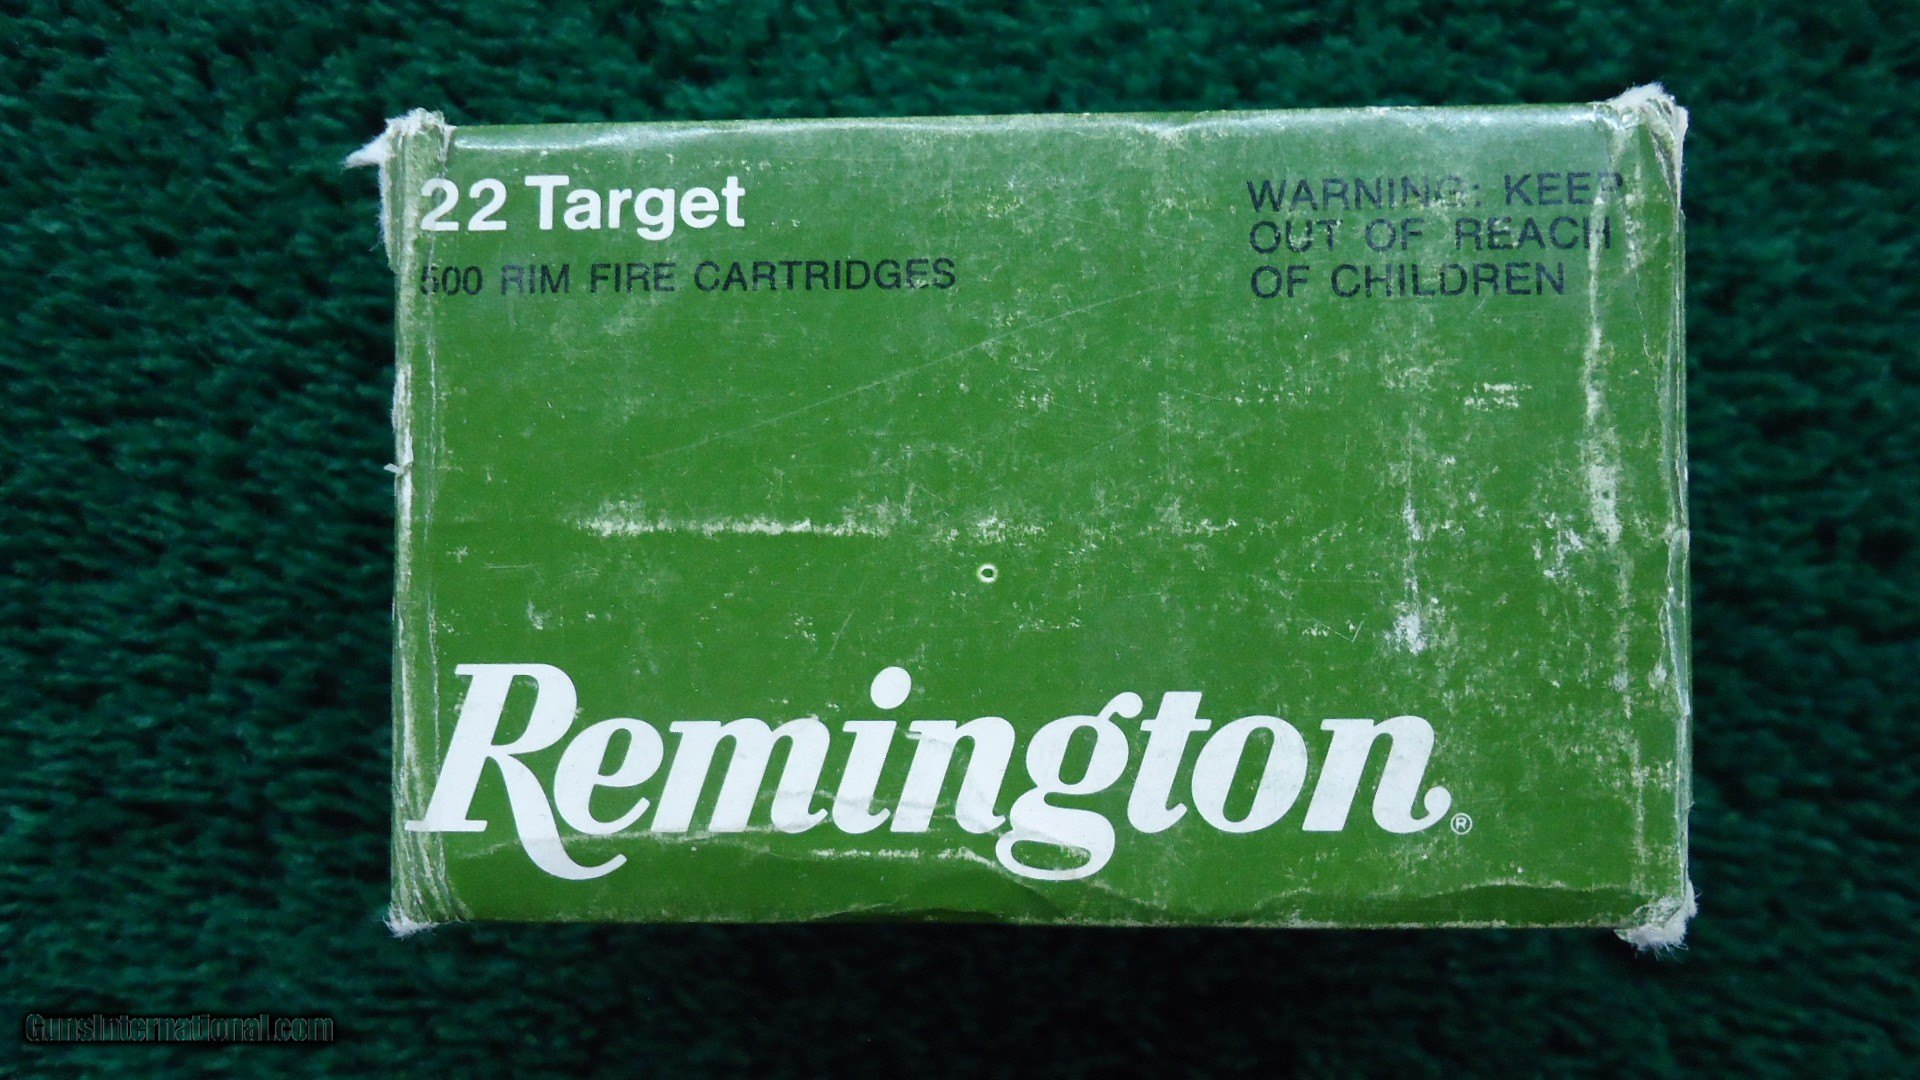 22 Target
500 RIM FIRE CARTRIDGES
WARNING: KEEP
OUT OF REACH
OF CHILDREN
Remington®
GunsInternational.com